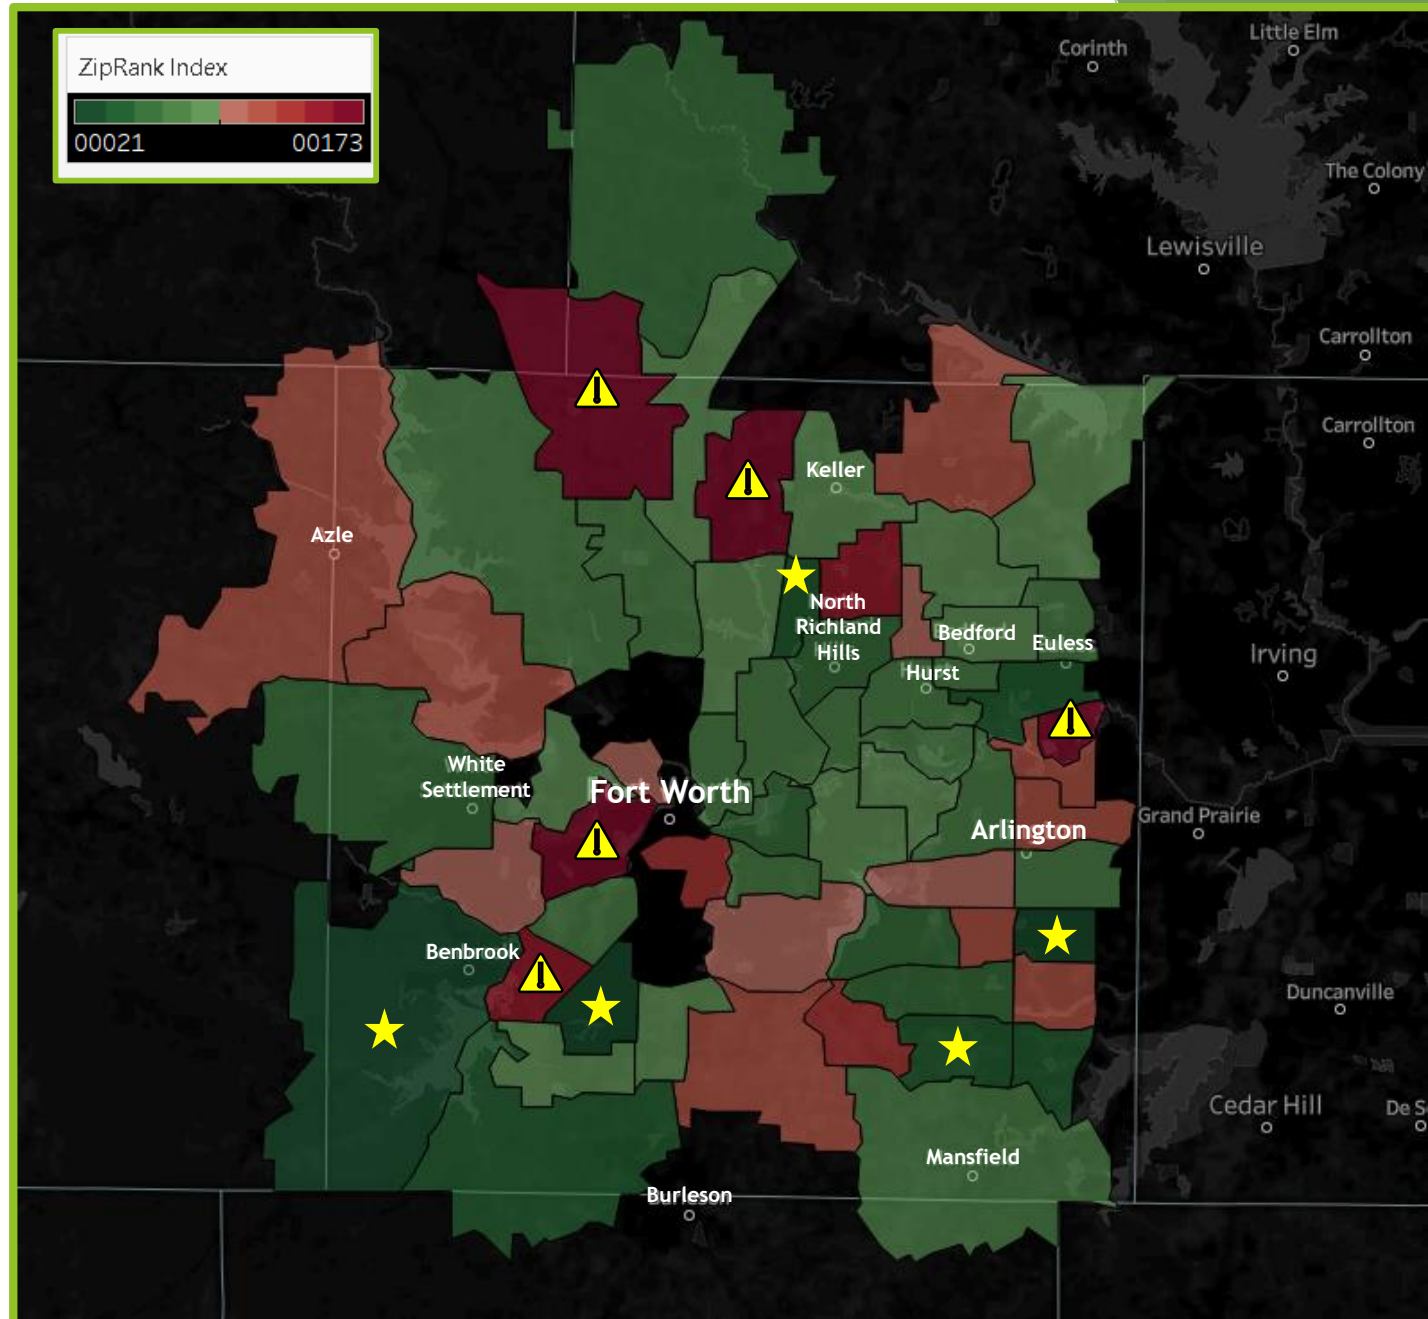 Little Elm
Corinth
ZipRank Index
00021 00173
The Colony
Lewisville
Carrollton
Carrollton
Keller
Azle
North
Richland
Hills
Bedford
Euless
Irving
Hurst
White
Settlement
Fort Worth
Grand Prairie
Arlington
Benbrook
Duncanville
Cedar Hill
De S
Mansfield
Burleson